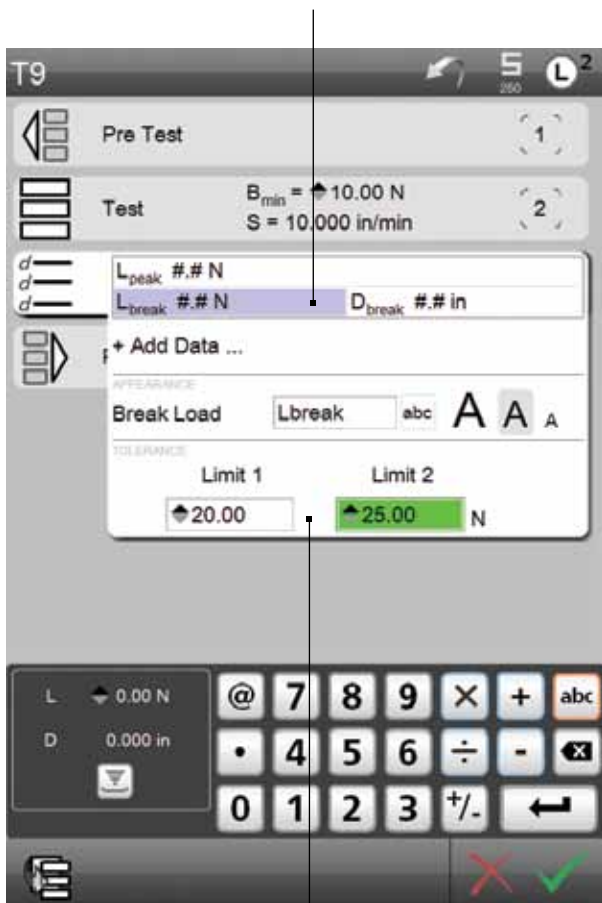 T9
S
250
L2
Pre Test
1
Test
Bmin = 10.00 N
S = 10.000 in/min
2
d
d
d
Lpeak #.# N
Lbreak #.# N
Dbreak #.# in
+ Add Data ...
APPEARANCE
Break Load
Lbreak
abc
A A A
TOLERANCE
Limit 1
Limit 2
20.00
25.00
N
L 0.00 N
D 0.000 in
@ 7 8 9 × + abc
• 4 5 6 ÷ -
0 1 2 3 +/-